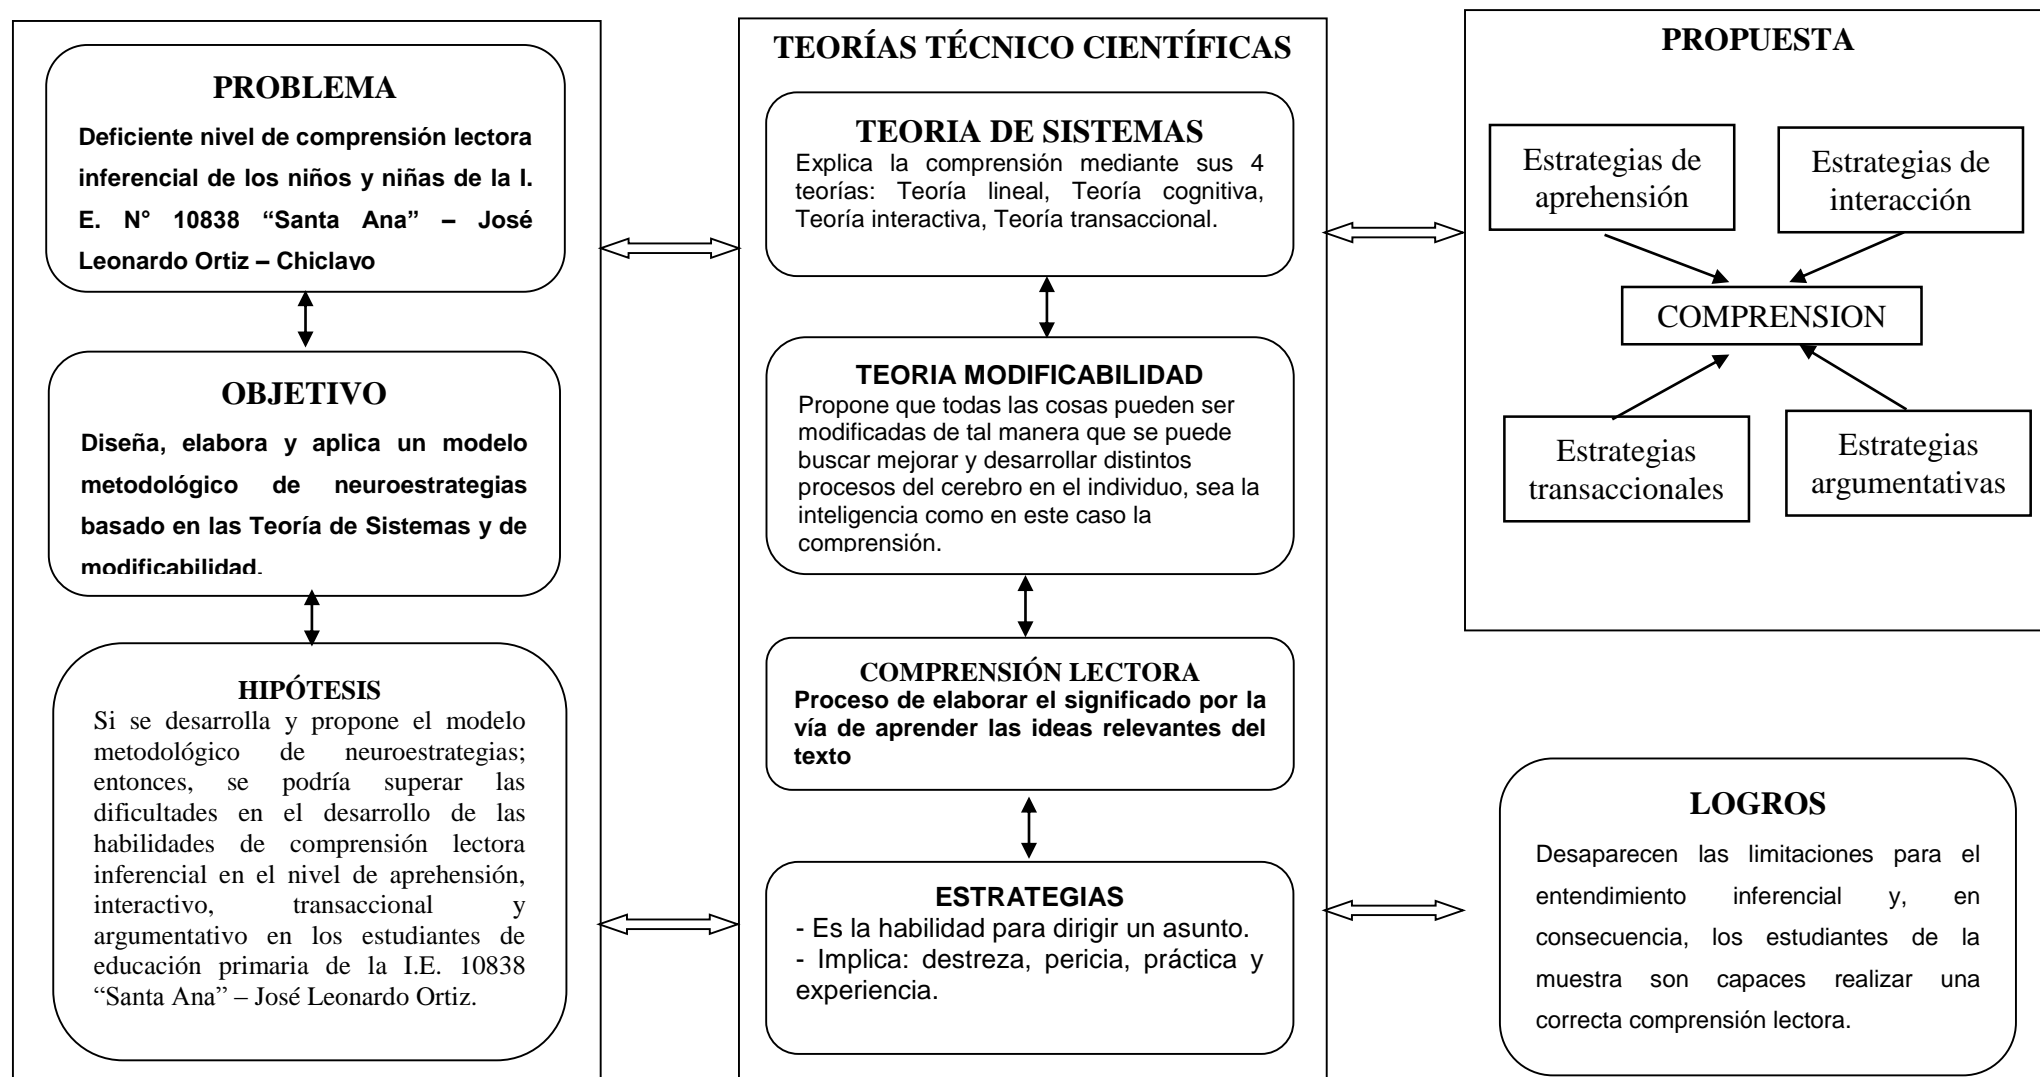 PROBLEMA
Deficiente nivel de comprensión lectora
inferencial de los niños y niñas de la I.
E. N° 10838 “Santa Ana” – José
Leonardo Ortiz – Chiclayo
OBJETIVO
Diseña, elabora y aplica un modelo
metodológico de neuroestrategias
basado en las Teoría de Sistemas y de
modificabilidad.
HIPÓTESIS
Si se desarrolla y propone el modelo
metodológico de neuroestrategias;
entonces, se podría superar las
dificultades en el desarrollo de las
habilidades de comprensión lectora
inferencial en el nivel de aprehensión,
interactivo, transaccional y
argumentativo en los estudiantes de
educación primaria de la I.E. 10838
“Santa Ana” – José Leonardo Ortiz.
TEORÍAS TÉCNICO CIENTÍFICAS
TEORIA DE SISTEMAS
Explica la comprensión mediante sus 4
teorías: Teoría lineal, Teoría cognitiva,
Teoría interactiva, Teoría transaccional.
TEORIA MODIFICABILIDAD
Propone que todas las cosas pueden ser
modificadas de tal manera que se puede
buscar mejorar y desarrollar distintos
procesos del cerebro en el individuo, sea la
inteligencia como en este caso la
comprensión.
COMPRENSIÓN LECTORA
Proceso de elaborar el significado por la
vía de aprender las ideas relevantes del
texto
ESTRATEGIAS
- Es la habilidad para dirigir un asunto.
- Implica: destreza, pericia, práctica y
experiencia.
PROPUESTA
Estrategias de
aprehensión
Estrategias de
interacción
COMPRENSION
Estrategias
transaccionales
Estrategias
argumentativas
LOGROS
Desaparecen las limitaciones para el
entendimiento inferencial y, en
consecuencia, los estudiantes de la
muestra son capaces realizar una
correcta comprensión lectora.